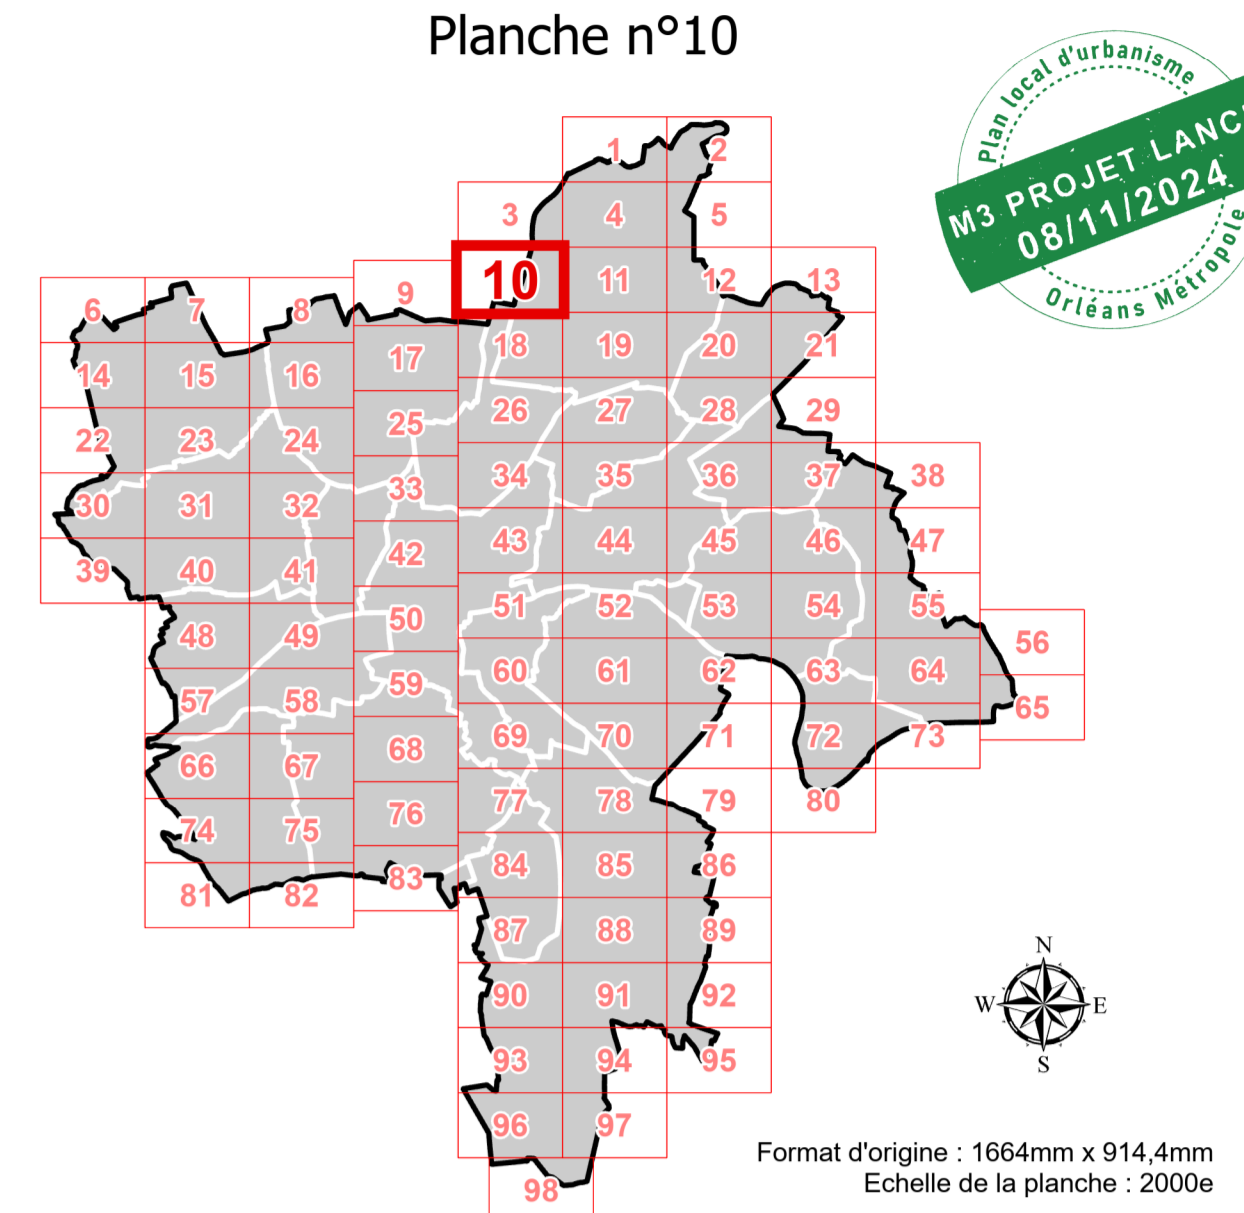 Planche n°10
Plan local d'urbanisme
M3 PROJET
08/11/2024
Orléans Métropole
1 2
3 4 5
10 11 12 13
6 7 8 9
18 19 20 21
14 15 16 17
26 27 28 29
22 23 24 25
34 35 36 37 38
30 31 32 33
43 44 45 46 47
39 40 41 42
51 52 53 54 55
48 49 50
56
60 61 62 63 64
57 58 59
65
69 70 71 72 73
66 67 68
77 78 79 80
74 75 76
84 85 86
81 82 83
87 88 89
N
W E
S
90 91 92
93 94 95
96 97
98
Format d'origine : 1664mm x 914,4mm
Echelle de la planche : 2000e